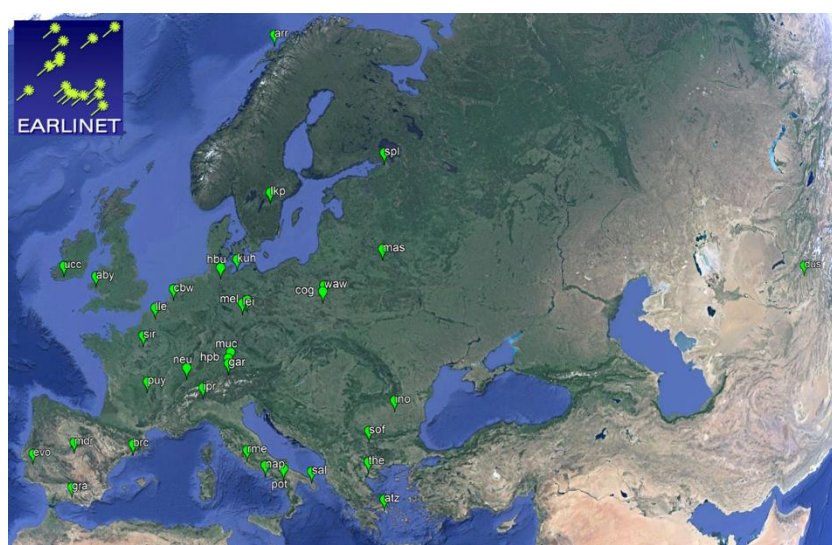 arr
EARLINET
spl
lkp
mas
ucc
hbu
kuh
dus
aby
cbw
waw
cog
mel
lei
lle
sir
muc
hpb
gar
neu
puy
ipr
ino
sof
mdr
brc
rme
evo
the
nap
sal
pot
gra
atz